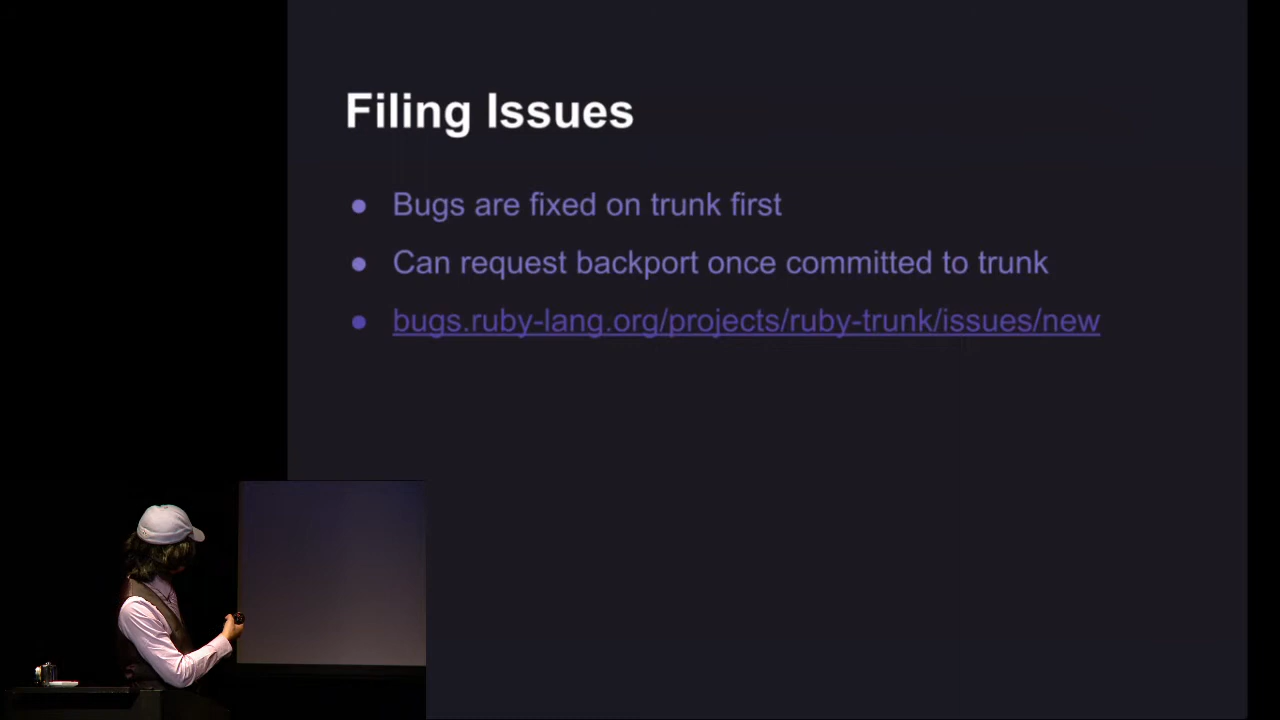 Filing Issues
● Bugs are fixed on trunk first
● Can request backport once committed to trunk
● bugs.ruby-lang.org/projects/ruby-trunk/issues/new